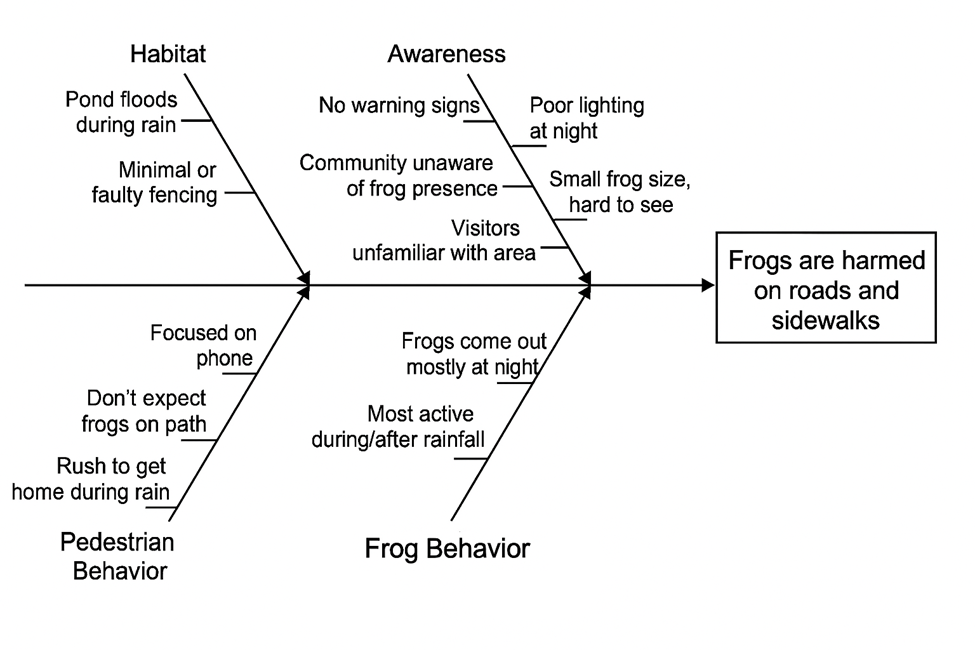 Habitat
Pond floods
during rain
Minimal or
faulty fencing
Awareness
No warning signs
Community unaware
of frog presence
Visitors
unfamiliar with area
Poor lighting
at night
Small frog size,
hard to see
Frogs are harmed
on roads and
sidewalks
Focused on
phone
Don’t expect
frogs on path
Rush to get
home during rain
Pedestrian
Behavior
Frogs come out
mostly at night
Most active
during/after rainfall
Frog Behavior